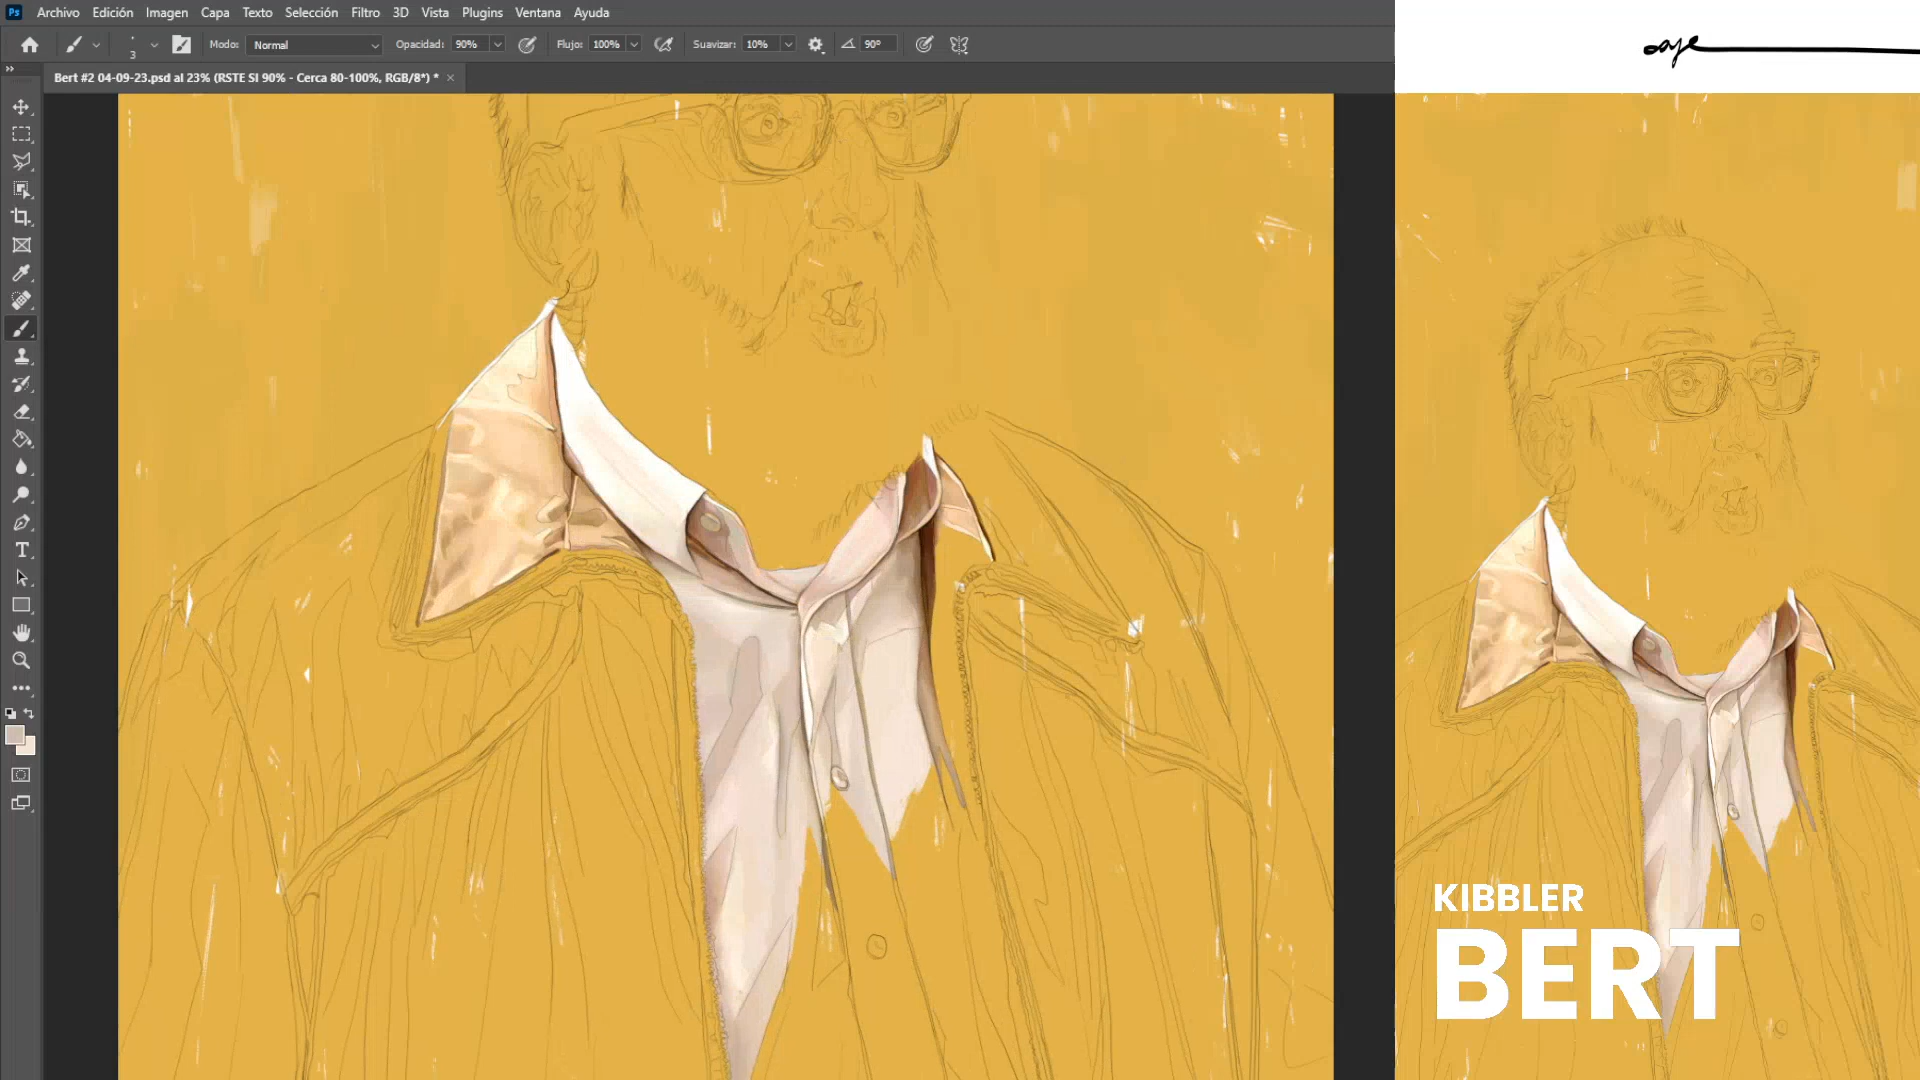 Ps Archivo Edición Imagen Capa Texto Selección Filtro 3D Vista Plugins Ventana Ayuda
3 Modo: Normal Opacidad: 90% Flujo: 100% Suavizar: 10% 90°
Bert #2 04-09-23.psd al 23% (RSTE SI 90% - Cerca 80-100%, RGB/8*) * ×
KIBBLER
BERT